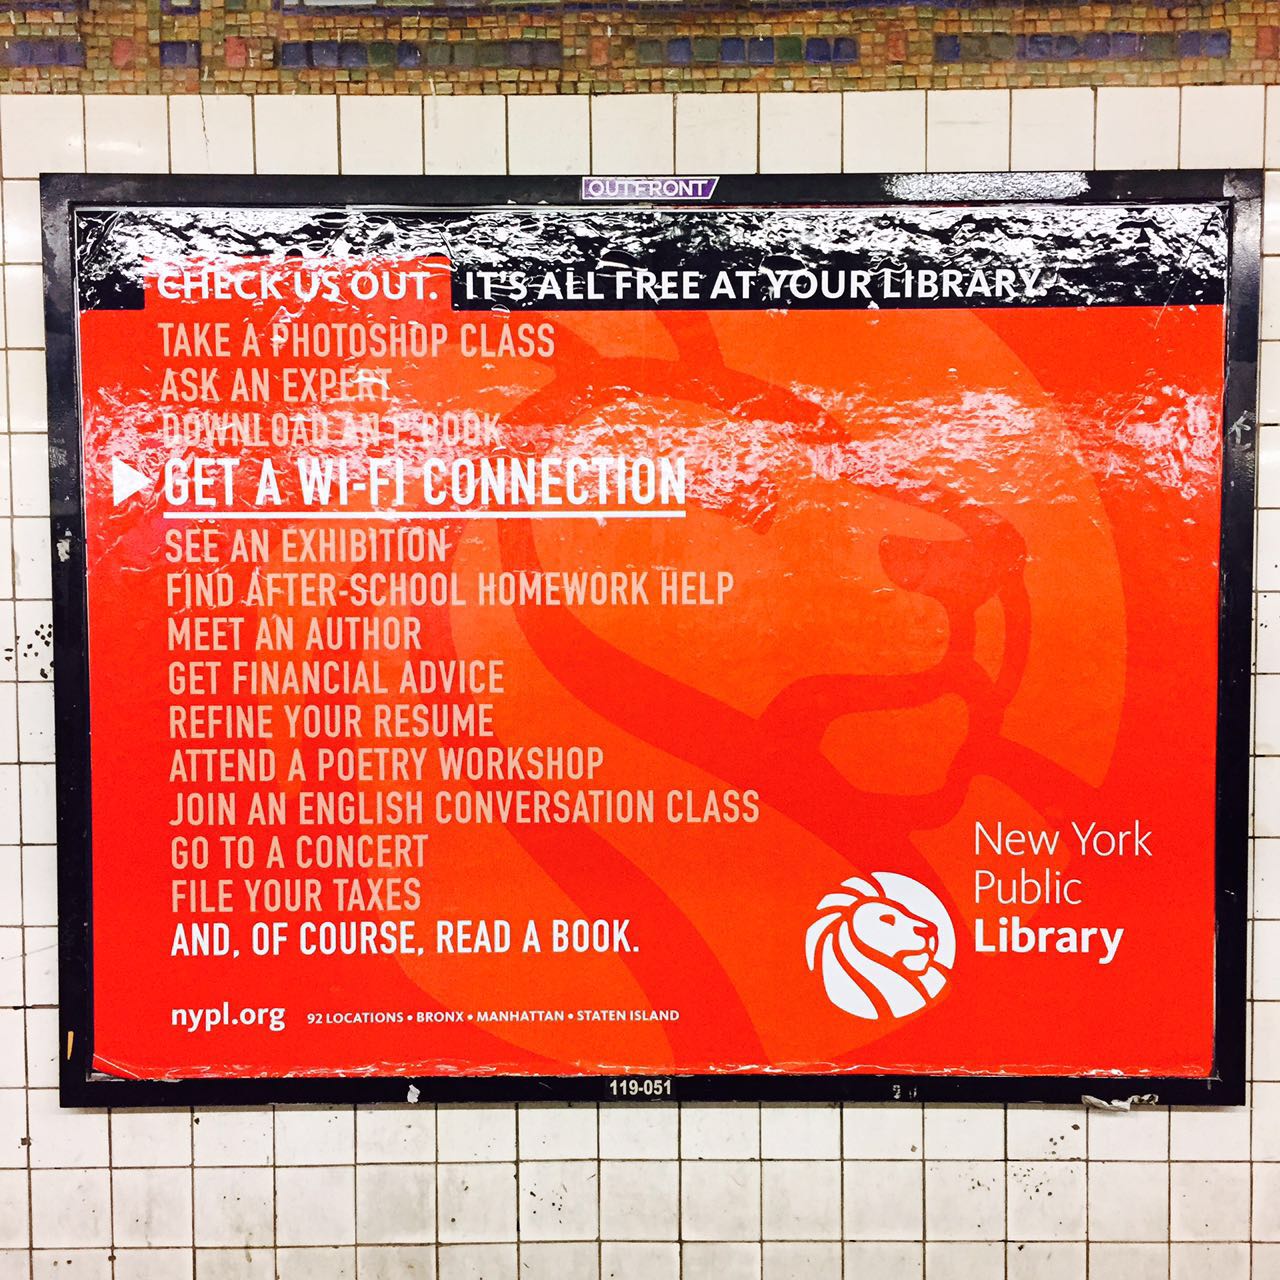 OUTFRONT
CHECK US OUT. IT'S ALL FREE AT YOUR LIBRARY.
TAKE A PHOTOSHOP CLASS
ASK AN EXPERT
DOWNLOAD AN E-BOOK
GET A WI-FI CONNECTION
SEE AN EXHIBITION
FIND AFTER-SCHOOL HOMEWORK HELP
MEET AN AUTHOR
GET FINANCIAL ADVICE
REFINE YOUR RESUME
ATTEND A POETRY WORKSHOP
JOIN AN ENGLISH CONVERSATION CLASS
GO TO A CONCERT
FILE YOUR TAXES
AND, OF COURSE, READ A BOOK.
nypl.org 92 LOCATIONS • BRONX • MANHATTAN • STATEN ISLAND
New York
Public
Library
119-051